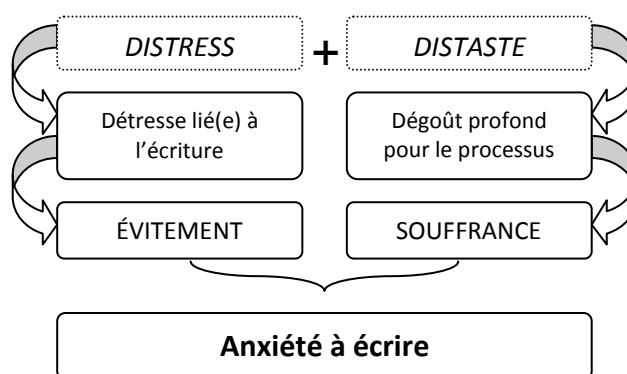 DISTRESS + DISTASTE
Détresse lié(e) à
l'écriture
Dégoût profond
pour le processus
ÉVITEMENT
SOUFFRANCE
Anxiété à écrire